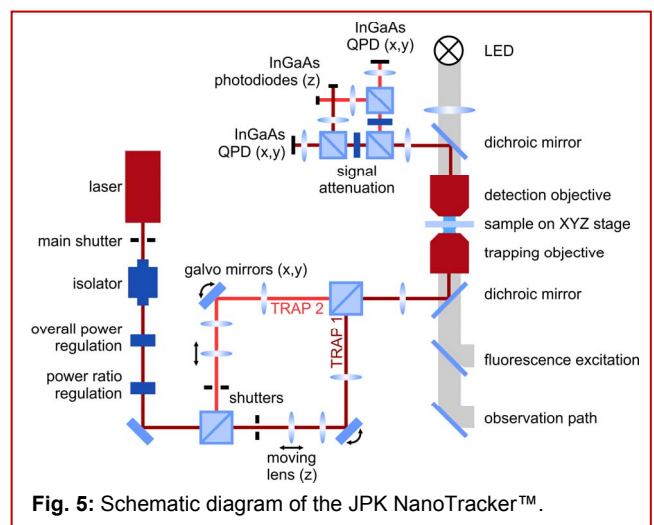 InGaAs
QPD (x,y)
LED
InGaAs
photodiodes (z)
InGaAs
QPD (x,y)
signal
attenuation
dichroic mirror
detection objective
sample on XYZ stage
trapping objective
dichroic mirror
fluorescence excitation
observation path
laser
main shutter
isolator
overall power
regulation
power ratio
regulation
galvo mirrors (x,y)
TRAP 2
TRAP 1
shutters
moving
lens (z)
Fig. 5: Schematic diagram of the JPK NanoTracker™.